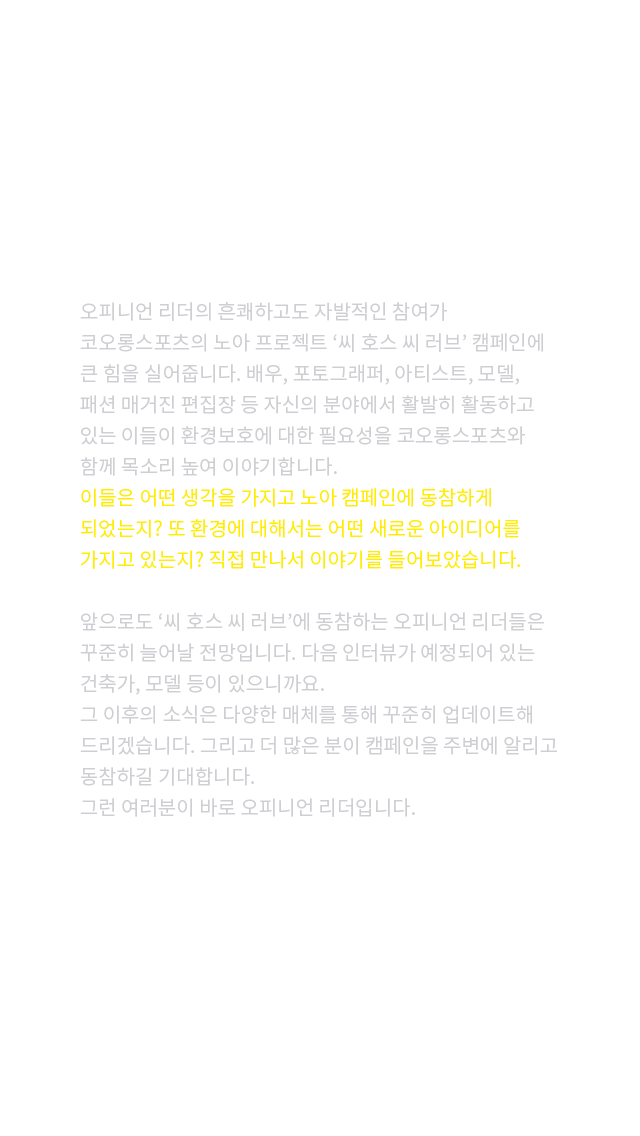 오피니언 리더의 흔쾌하고도 자발적인 참여가
코오롱스포츠의 노아 프로젝트 ‘씨 호스 씨 러브’ 캠페인에
큰 힘을 실어줍니다. 배우, 포토그래퍼, 아티스트, 모델,
패션 매거진 편집장 등 자신의 분야에서 활발히 활동하고
있는 이들이 환경보호에 대한 필요성을 코오롱스포츠와
함께 목소리 높여 이야기합니다.
이들은 어떤 생각을 가지고 노아 캠페인에 동참하게
되었는지? 또 환경에 대해서는 어떤 새로운 아이디어를
가지고 있는지? 직접 만나서 이야기를 들어보았습니다.
앞으로도 ‘씨 호스 씨 러브’에 동참하는 오피니언 리더들은
꾸준히 늘어날 전망입니다. 다음 인터뷰가 예정되어 있는
건축가, 모델 등이 있으니까요.
그 이후의 소식은 다양한 매체를 통해 꾸준히 업데이트해
드리겠습니다. 그리고 더 많은 분이 캠페인을 주변에 알리고
동참하길 기대합니다.
그런 여러분이 바로 오피니언 리더입니다.